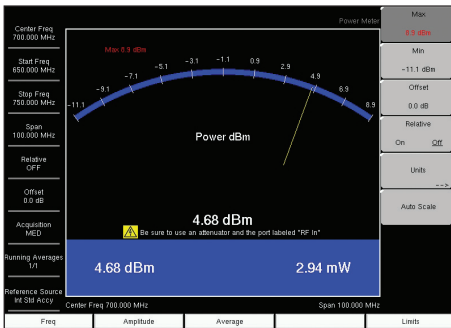 Power Meter
Center Freq
700.000 MHz
Start Freq
650.000 MHz
Stop Freq
750.000 MHz
Span
100.000 MHz
Relative
OFF
Offset
0.0 dB
Acquisition
MED
Running Averages
1/1
Reference Source
Int Std Accy
Max 8.9 dBm
-11.1
-9.1
-7.1
-5.1
-3.1
-1.1
0.9
2.9
4.9
6.9
8.9
Power dBm
4.68 dBm
Be sure to use an attenuator and the port labeled "RF In"
4.68 dBm
2.94 mW
Center Freq 700.000 MHz
Span 100.000 MHz
Max
8.9 dBm
Min
-11.1 dBm
Offset
0.0 dB
Relative
On Off
Units
-->
Auto Scale
Freq
Amplitude
Average
Limits